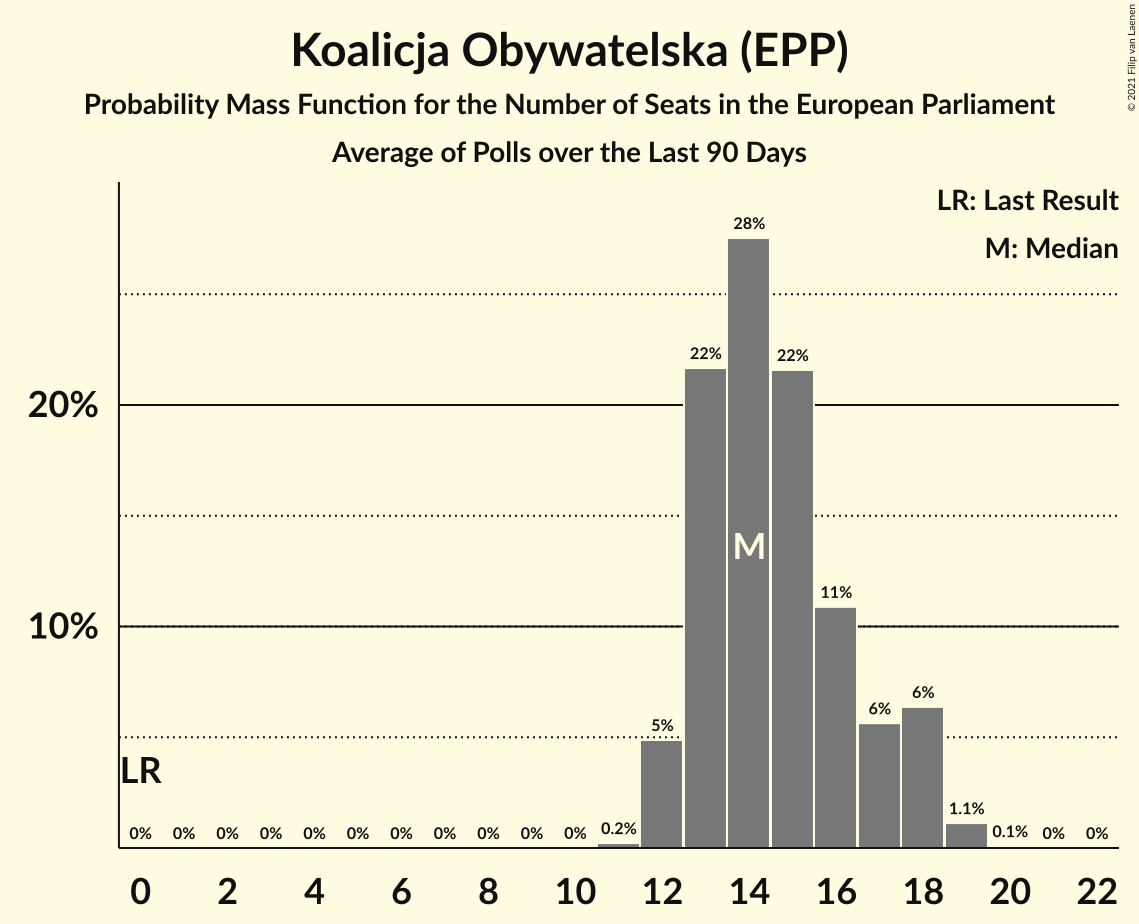 Koalicja Obywatelska (EPP)
Probability Mass Function for the Number of Seats in the European Parliament
Average of Polls over the Last 90 Days
© 2021 Filip van Laenen
LR: Last Result
M: Median
28%
22% 22%
20%
M
11%
10%
6% 6%
5%
LR
1.1%
0% 0% 0% 0% 0% 0% 0% 0% 0% 0% 0% 0.2% 0.1% 0% 0%
0 2 4 6 8 10 12 14 16 18 20 22